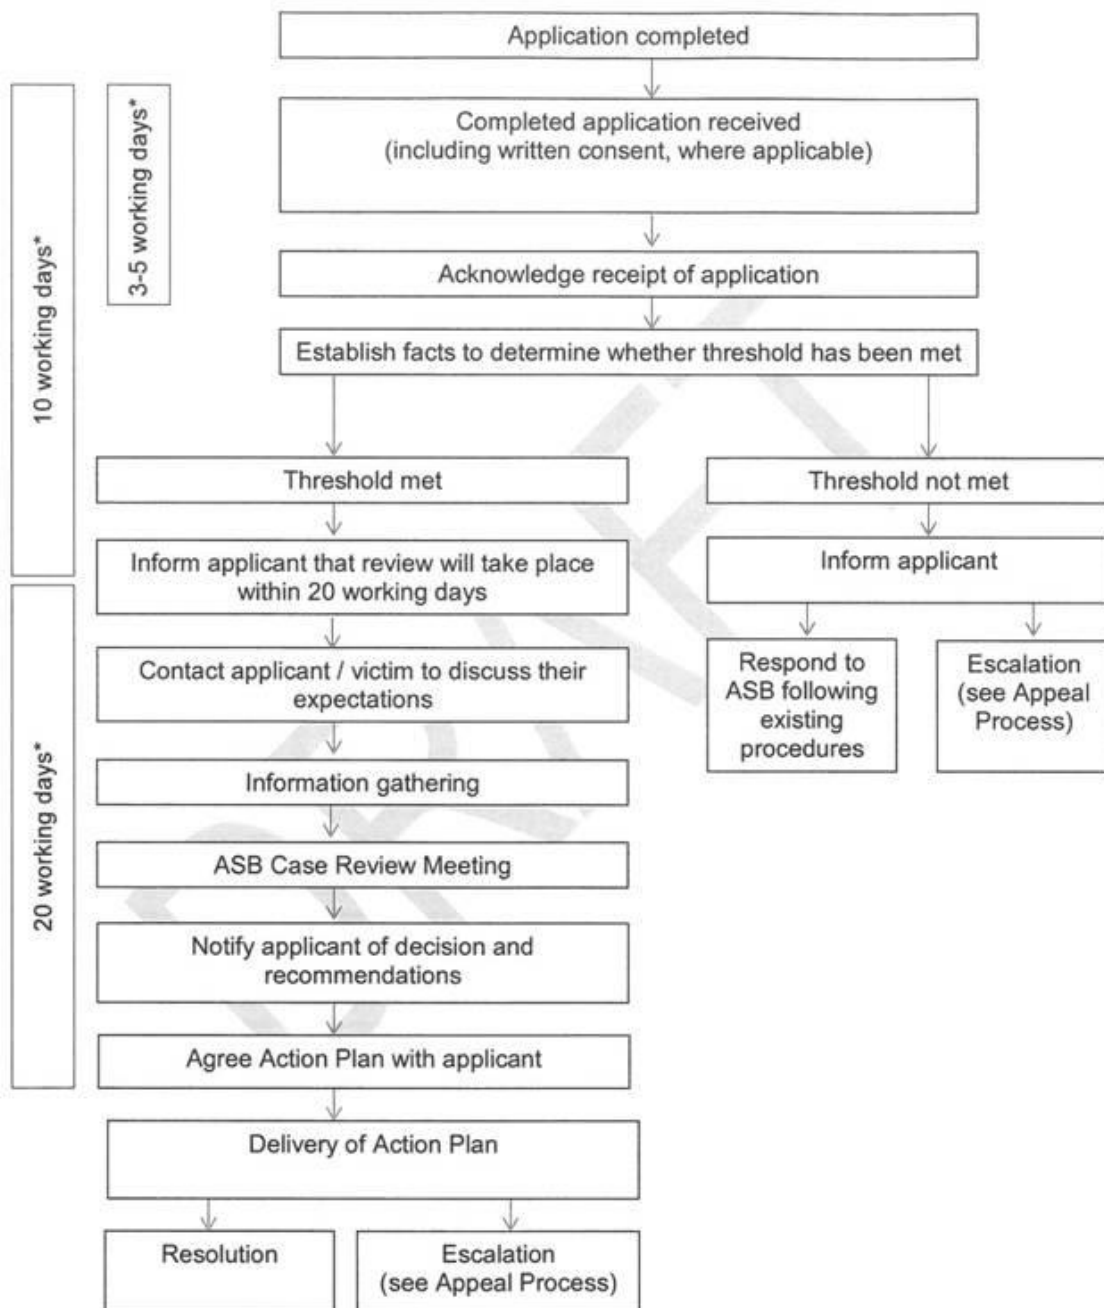 Application completed
10 working days*
3-5 working days*
Completed application received
(including written consent, where applicable)
Acknowledge receipt of application
Establish facts to determine whether threshold has been met
Threshold met
Threshold not met
Inform applicant that review will take place
within 20 working days
Inform applicant
20 working days*
Contact applicant / victim to discuss their
expectations
Respond to
ASB following
existing
procedures
Escalation
(see Appeal
Process)
Information gathering
ASB Case Review Meeting
Notify applicant of decision and
recommendations
Agree Action Plan with applicant
Delivery of Action Plan
Resolution
Escalation
(see Appeal Process)
DRAFT